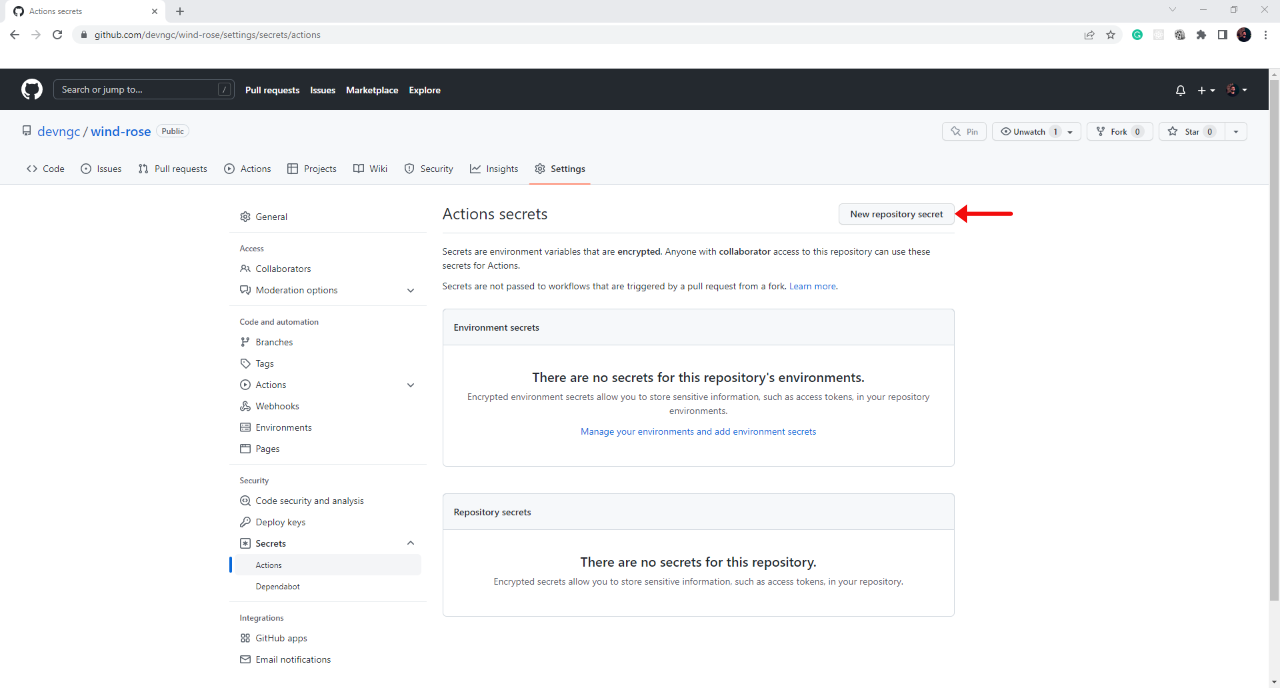 Actions secrets
github.com/devngc/wind-rose/settings/secrets/actions
Search or jump to... /
Pull requests Issues Marketplace Explore
devngc / wind-rose Public
Pin Unwatch 1 Fork 0 Star 0
Code Issues Pull requests Actions Projects Wiki Security Insights Settings
General
Access
Collaborators
Moderation options
Code and automation
Branches
Tags
Actions
Webhooks
Environments
Pages
Security
Code security and analysis
Deploy keys
Secrets
Actions
Dependabot
Integrations
GitHub apps
Email notifications
Actions secrets
New repository secret
Secrets are environment variables that are encrypted. Anyone with collaborator access to this repository can use these
secrets for Actions.
Secrets are not passed to workflows that are triggered by a pull request from a fork. Learn more.
Environment secrets
There are no secrets for this repository's environments.
Encrypted environment secrets allow you to store sensitive information, such as access tokens, in your repository
environments.
Manage your environments and add environment secrets
Repository secrets
There are no secrets for this repository.
Encrypted secrets allow you to store sensitive information, such as access tokens, in your repository.